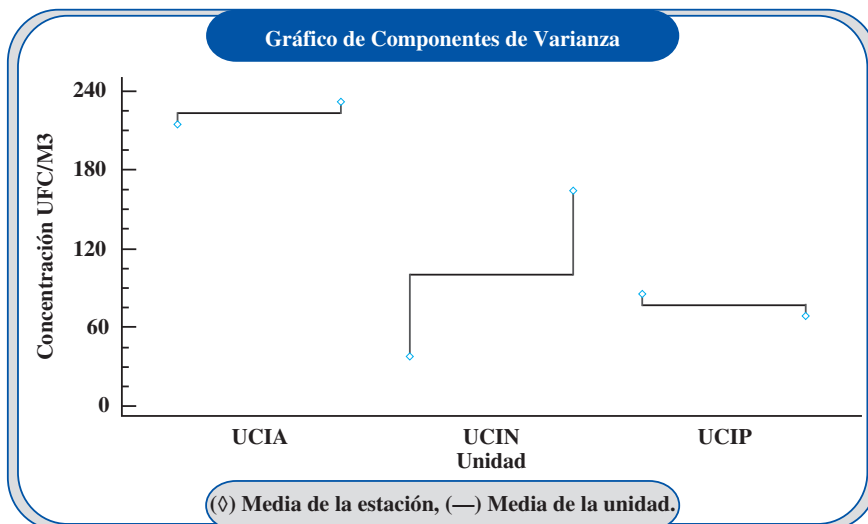 Gráfico de Componentes de Varianza
Concentración UFC/M3
240
180
120
60
0
UCIA UCIN UCIP
Unidad
(◊) Media de la estación, (—) Media de la unidad.